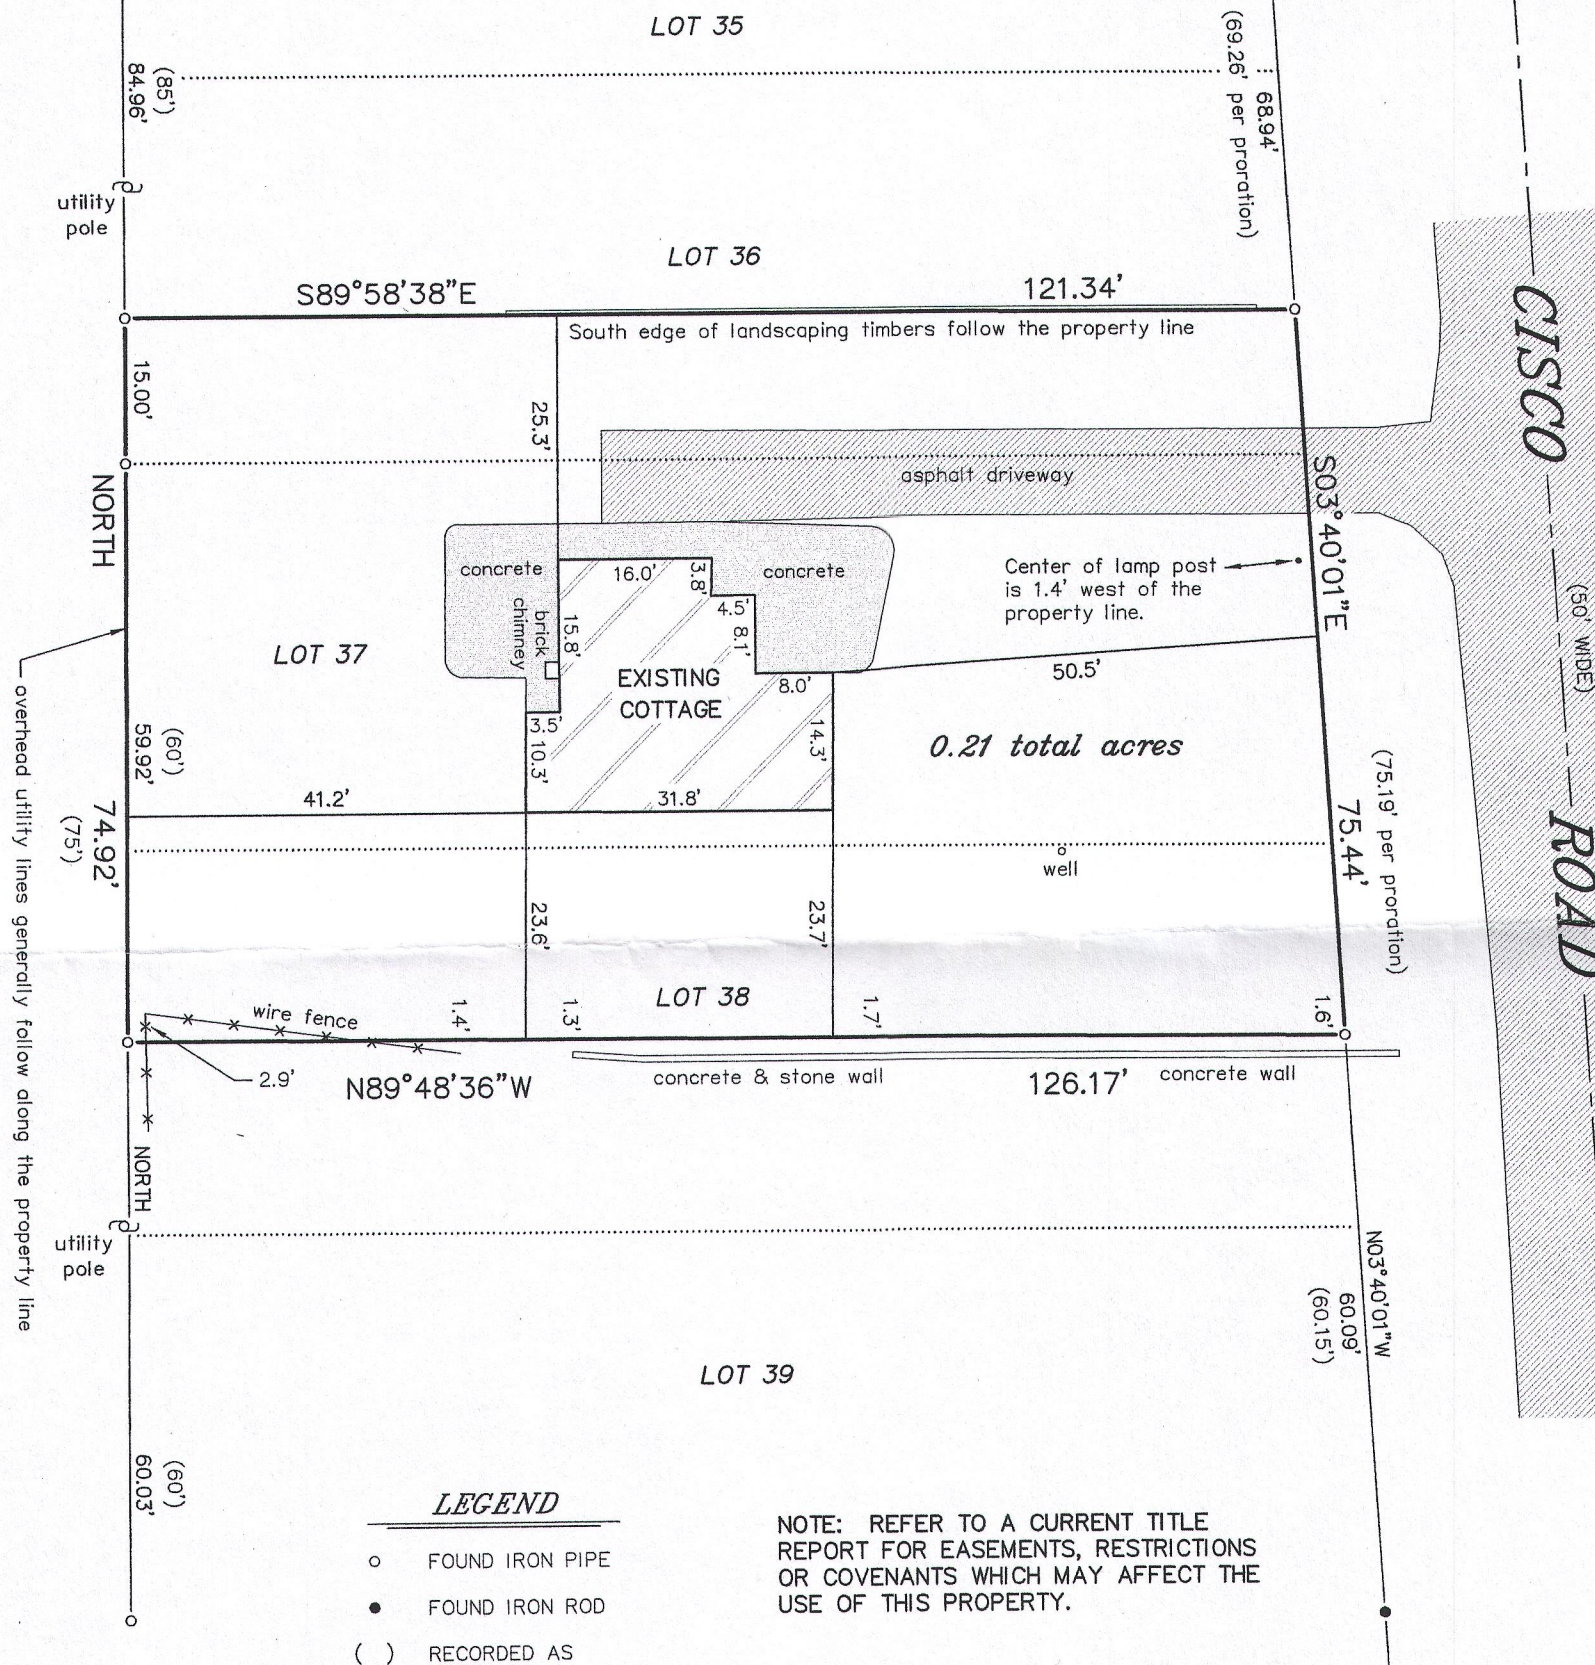 LOT 35
(85')
84.96'
(69.26' per proration)
68.94'
utility
pole
LOT 36
S89°58'38"E
121.34'
South edge of landscaping timbers follow the property line
15.00'
25.3'
NORTH
asphalt driveway
S03°40'01"E
CISCO
ROAD
(50' WIDE)
concrete
16.0'
3.8'
concrete
4.5'
8.1'
brick
chimney
15.8'
Center of lamp post
is 1.4' west of the
property line.
LOT 37
EXISTING
COTTAGE
8.0'
50.5'
3.5'
10.3'
14.3'
0.21 total acres
(60')
59.92'
74.92'
(75')
41.2'
31.8'
(75.19' per proration)
75.44'
well
overhead utility lines generally follow along the property line
23.6'
23.7'
LOT 38
wire fence
1.4'
1.3'
1.7'
1.6'
2.9'
N89°48'36"W
concrete & stone wall
126.17'
concrete wall
NORTH
utility
pole
N03°40'01"W
60.09'
(60.15')
LOT 39
(60')
60.03'
LEGEND
FOUND IRON PIPE
FOUND IRON ROD
( ) RECORDED AS
NOTE: REFER TO A CURRENT TITLE
REPORT FOR EASEMENTS, RESTRICTIONS
OR COVENANTS WHICH MAY AFFECT THE
USE OF THIS PROPERTY.